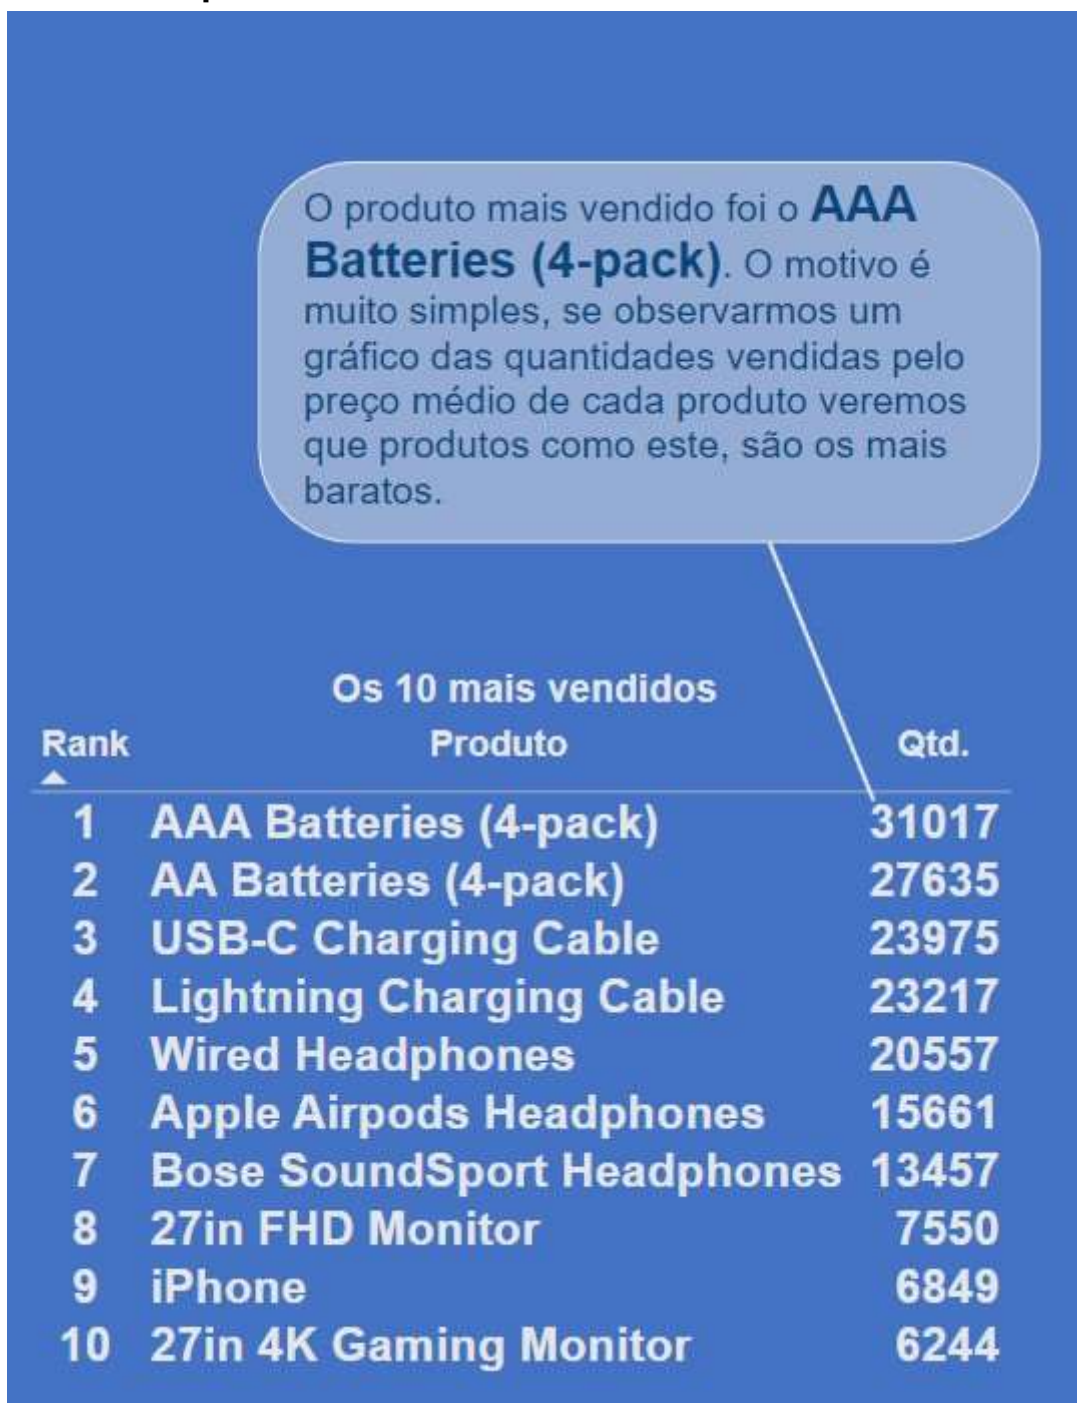 O produto mais vendido foi o AAA
Batteries (4-pack). O motivo é
muito simples, se observarmos um
gráfico das quantidades vendidas pelo
preço médio de cada produto veremos
que produtos como este, são os mais
baratos.
Os 10 mais vendidos
Rank Produto Qtd.
1 AAA Batteries (4-pack) 31017
2 AA Batteries (4-pack) 27635
3 USB-C Charging Cable 23975
4 Lightning Charging Cable 23217
5 Wired Headphones 20557
6 Apple Airpods Headphones 15661
7 Bose SoundSport Headphones 13457
8 27in FHD Monitor 7550
9 iPhone 6849
10 27in 4K Gaming Monitor 6244